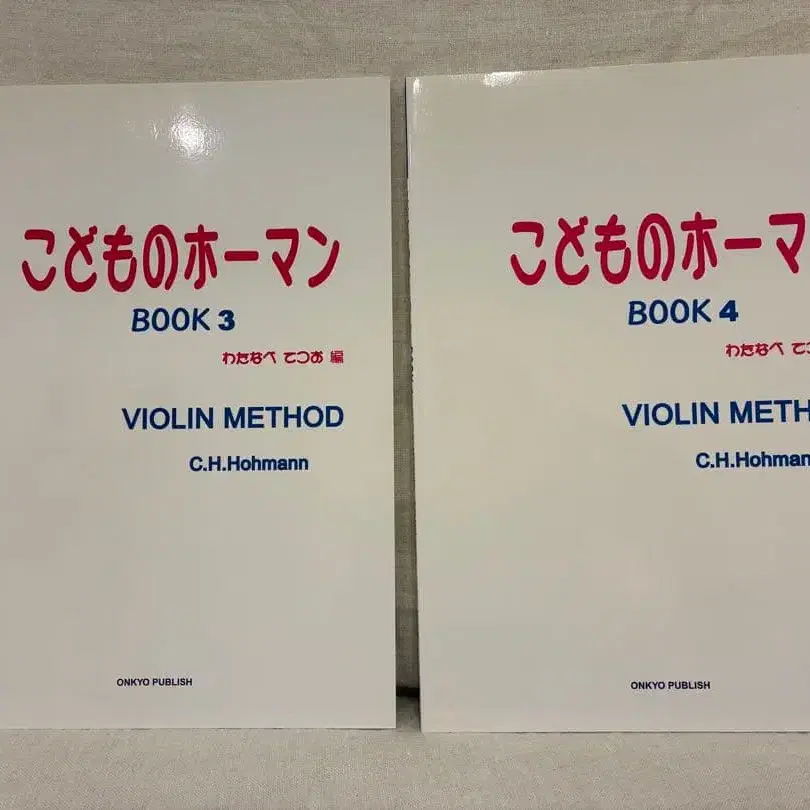 こどものホーマン
BOOK 3
わたなべ てつお 編
VIOLIN METHOD
C.H.Hohmann
ONKYO PUBLISH
こどものホーマ
BOOK 4
わたなべ てつ
VIOLIN METH
C.H.Hohman
ONKYO PUBLISH